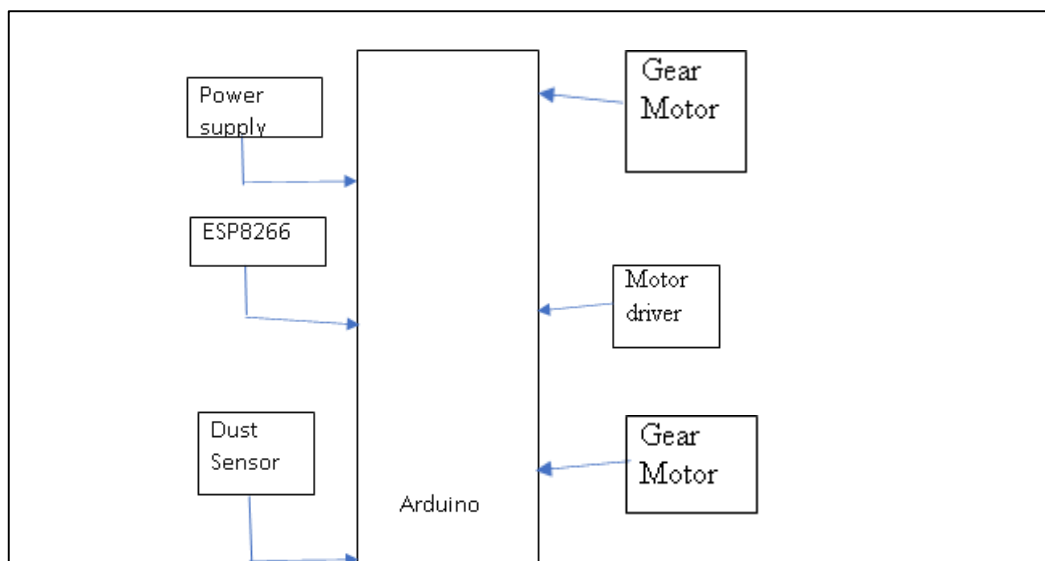 Power
supply
ESP8266
Dust
Sensor
Arduino
Gear
Motor
Motor
driver
Gear
Motor